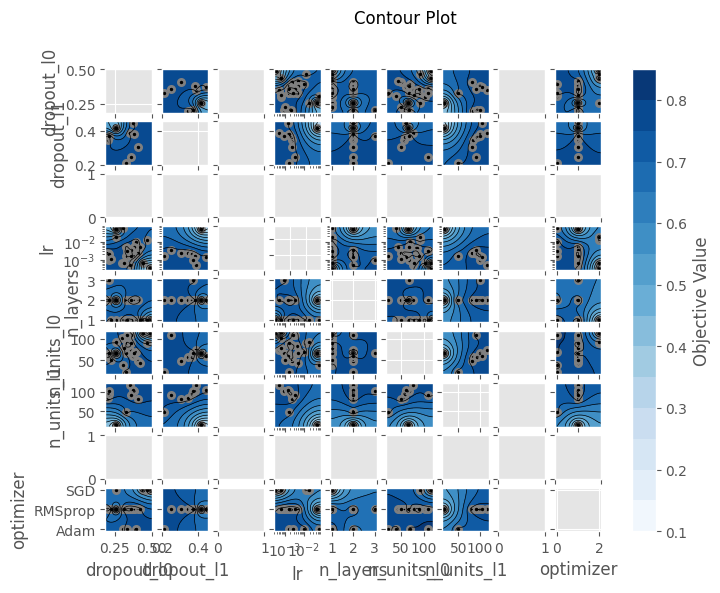 Contour Plot
dropout_l0
0.50
0.25
dropout_l1
0.4
0.2
1
0
lr
10−2
10−3
n_layers
3
2
1
n_units_l0
100
50
n_units_l1
100
50
1
0
optimizer
SGD
RMSprop
Adam
0.25 0.50
0.2 0.4
0 1
10−3 10−2
1 2 3
50 100
50 100
0 1
0 2
dropout_l0
dropout_l1
lr
n_layers
n_units_l0
n_units_l1
optimizer
0.8
0.7
0.6
0.5
0.4
0.3
0.2
0.1
Objective Value